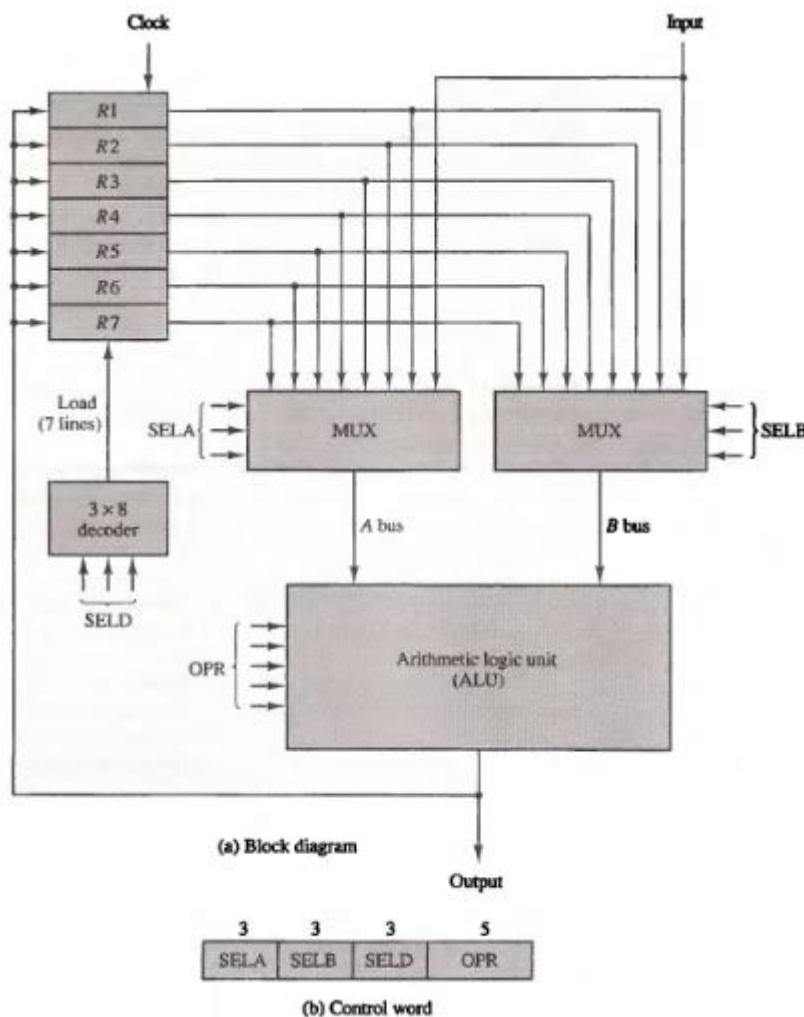 Clock
Input
R1
R2
R3
R4
R5
R6
R7
Load
(7 lines)
SELA
MUX
MUX
SELB
3 × 8
decoder
A bus
B bus
SELD
OPR
Arithmetic logic unit
(ALU)
(a) Block diagram
Output
3 3 3 5
SELA SELB SELD OPR
(b) Control word